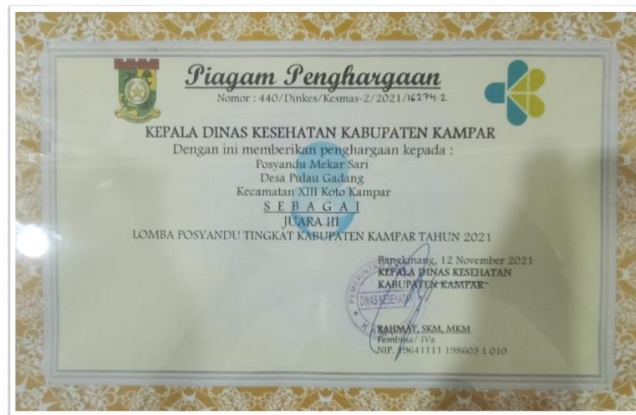 Piagam Penghargaan
Nomor : 440/Dinkes/Kesmas-2/2021/16274-2
KEPALA DINAS KESEHATAN KABUPATEN KAMPAR
Dengan ini memberikan penghargaan kepada :
Posyandu Mekar Sari
Desa Pulau Gadang
Kecamatan XIII Koto Kampar
S E B A G A I
JUARA III
LOMBA POSYANDU TINGKAT KABUPATEN KAMPAR TAHUN 2021
Bangkinang, 12 November 2021
KEPALA DINAS KESEHATAN
KABUPATEN KAMPAR
DINAS KESEHATAN
RAHMAT, SKM, MKM
Pembina/ IVa
NIP. 19641111 198603 1 010